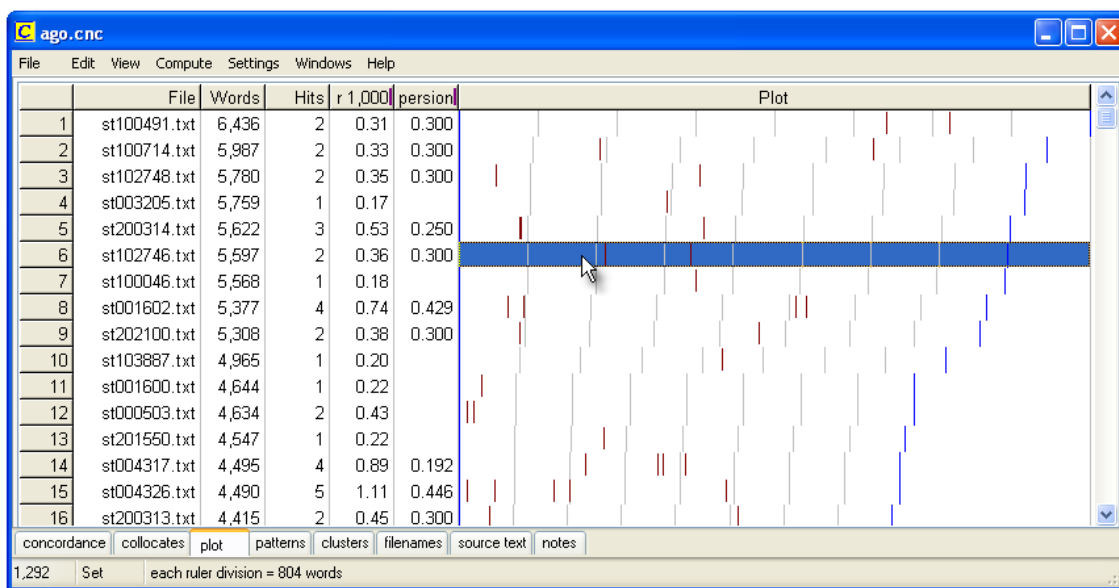 C ago.cnc
File Edit View Compute Settings Windows Help
File Words Hits r 1,000 persion Plot
1 st100491.txt 6,436 2 0.31 0.300
2 st100714.txt 5,987 2 0.33 0.300
3 st102748.txt 5,780 2 0.35 0.300
4 st003205.txt 5,759 1 0.17
5 st200314.txt 5,622 3 0.53 0.250
6 st102746.txt 5,597 2 0.36 0.300
7 st100046.txt 5,568 1 0.18
8 st001602.txt 5,377 4 0.74 0.429
9 st202100.txt 5,308 2 0.38 0.300
10 st103887.txt 4,965 1 0.20
11 st001600.txt 4,644 1 0.22
12 st000503.txt 4,634 2 0.43
13 st201550.txt 4,547 1 0.22
14 st004317.txt 4,495 4 0.89 0.192
15 st004326.txt 4,490 5 1.11 0.446
16 st200313.txt 4,415 2 0.45 0.300
concordance collocates plot patterns clusters filenames source text notes
1,292 Set each ruler division = 804 words